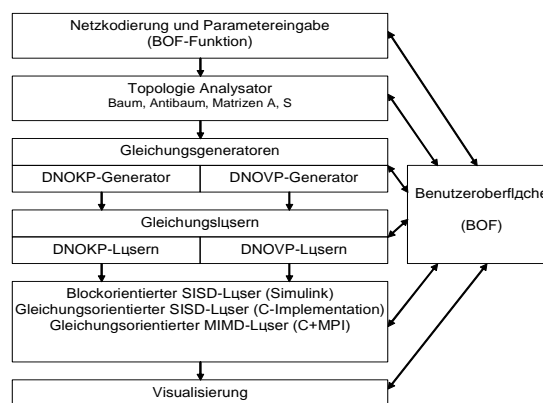 Netzkodierung und Parametereingabe
(BOF-Funktion)
Topologie Analysator
Baum, Antibaum, Matrizen A, S
Gleichungsgeneratoren
DNOKP-Generator
DNOVP-Generator
Gleichungslцsern
DNOKP-Lцsern
DNOVP-Lцsern
Blockorientierter SISD-Lцser (Simulink)
Gleichungsorientierter SISD-Lцser (C-Implementation)
Gleichungsorientierter MIMD-Lцser (C+MPI)
Visualisierung
Benutzeroberflдche
(BOF)